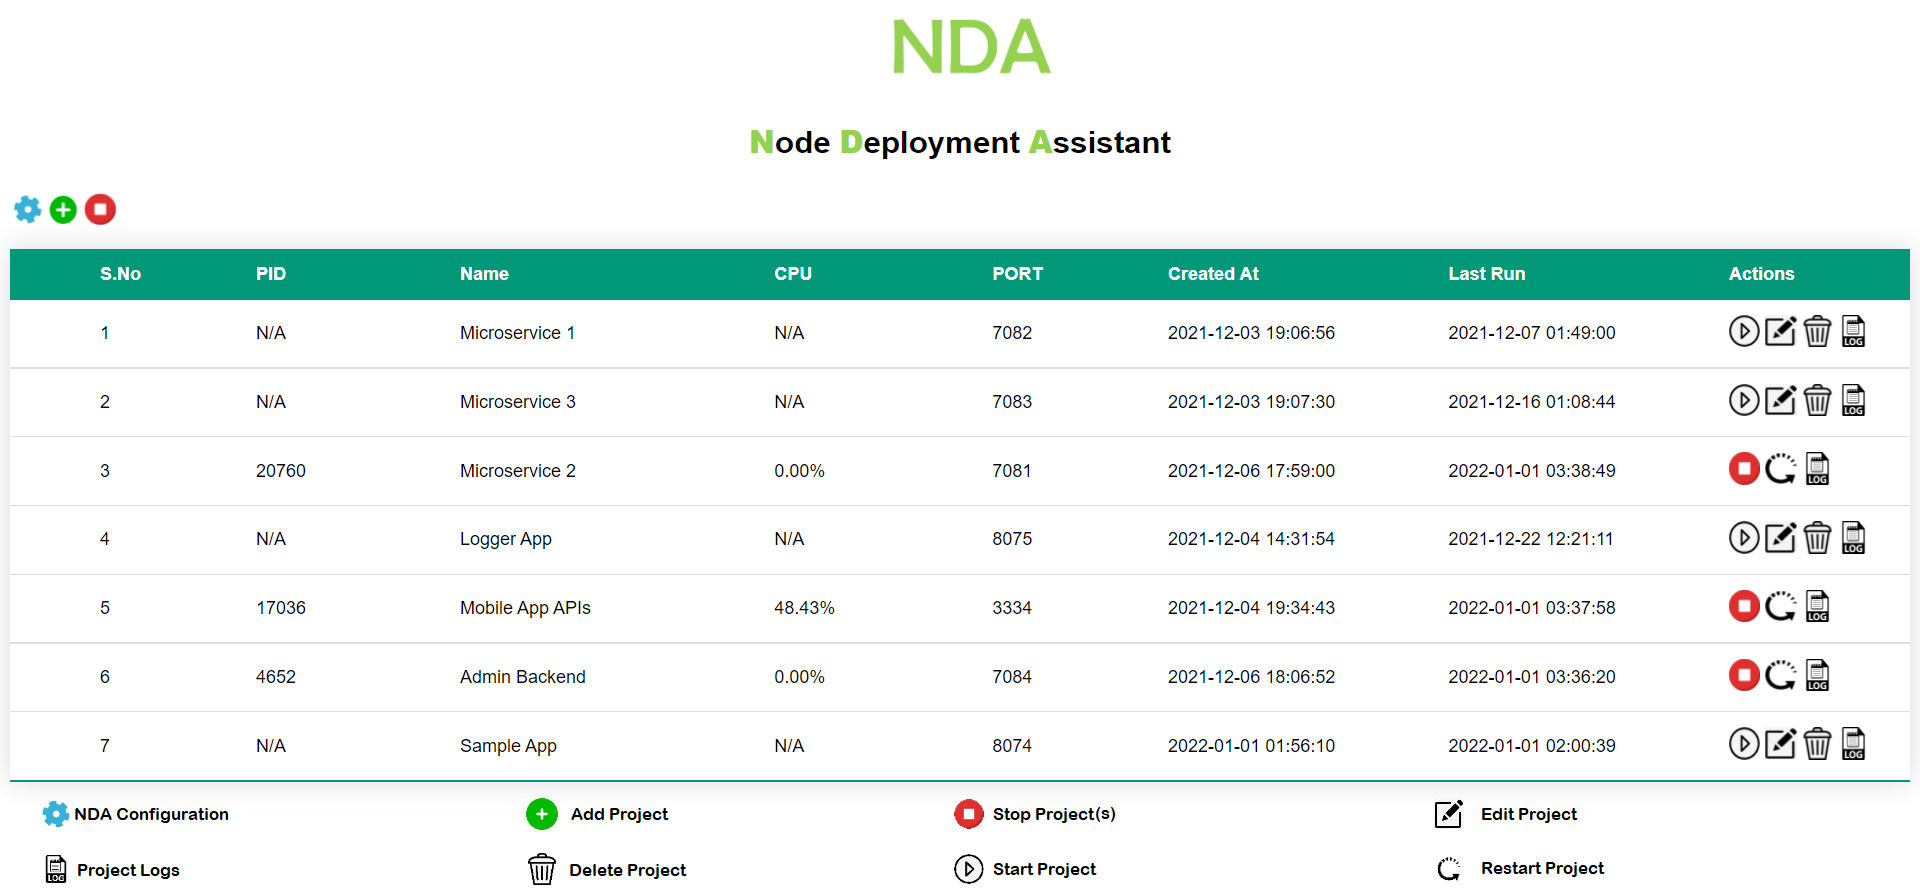 NDA
Node Deployment Assistant
S.No PID Name CPU PORT Created At Last Run Actions
1 N/A Microservice 1 N/A 7082 2021-12-03 19:06:56 2021-12-07 01:49:00 LOG
2 N/A Microservice 3 N/A 7083 2021-12-03 19:07:30 2021-12-16 01:08:44 LOG
3 20760 Microservice 2 0.00% 7081 2021-12-06 17:59:00 2022-01-01 03:38:49 LOG
4 N/A Logger App N/A 8075 2021-12-04 14:31:54 2021-12-22 12:21:11 LOG
5 17036 Mobile App APIs 48.43% 3334 2021-12-04 19:34:43 2022-01-01 03:37:58 LOG
6 4652 Admin Backend 0.00% 7084 2021-12-06 18:06:52 2022-01-01 03:36:20 LOG
7 N/A Sample App N/A 8074 2022-01-01 01:56:10 2022-01-01 02:00:39 LOG
NDA Configuration Add Project Stop Project(s) Edit Project
LOG Project Logs Delete Project Start Project Restart Project